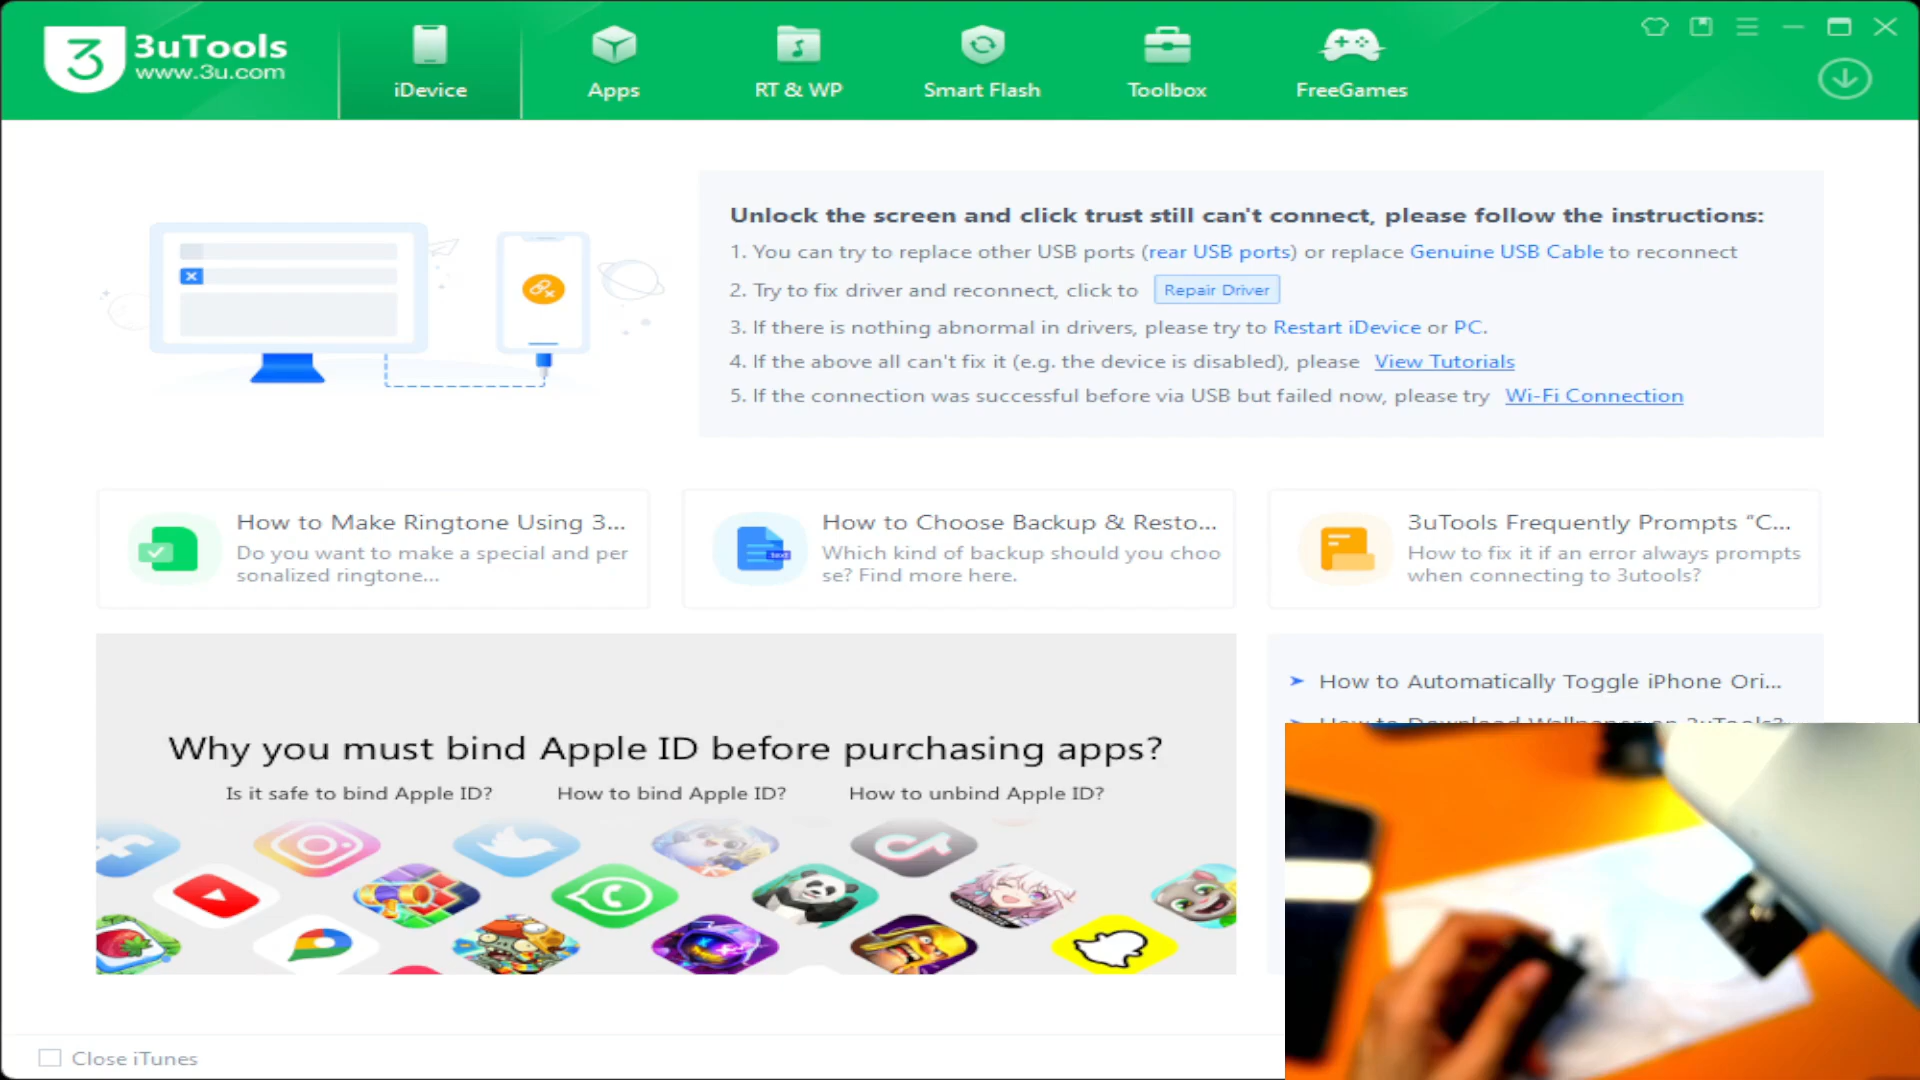 3uTools
www.3u.com
iDevice
Apps
RT & WP
Smart Flash
Toolbox
FreeGames
Unlock the screen and click trust still can't connect, please follow the instructions:
1. You can try to replace other USB ports (rear USB ports) or replace Genuine USB Cable to reconnect
2. Try to fix driver and reconnect, click to Repair Driver
3. If there is nothing abnormal in drivers, please try to Restart iDevice or PC.
4. If the above all can't fix it (e.g. the device is disabled), please View Tutorials
5. If the connection was successful before via USB but failed now, please try Wi-Fi Connection
How to Make Ringtone Using 3...
Do you want to make a special and per
sonalized ringtone...
text
How to Choose Backup & Resto...
Which kind of backup should you choo
se? Find more here.
3uTools Frequently Prompts “C...
How to fix it if an error always prompts
when connecting to 3utools?
Why you must bind Apple ID before purchasing apps?
Is it safe to bind Apple ID?
How to bind Apple ID?
How to unbind Apple ID?
How to Automatically Toggle iPhone Ori...
How to Download Wallpaper on 3uTools?
Close iTunes